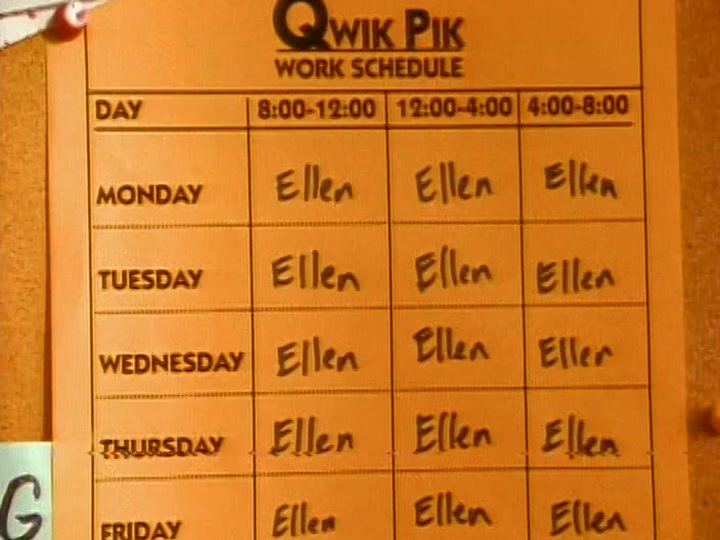 QWIK PIK
WORK SCHEDULE
DAY 8:00-12:00 12:00-4:00 4:00-8:00
MONDAY Ellen Ellen Ellen
TUESDAY Ellen Ellen Ellen
WEDNESDAY Ellen Ellen Ellen
THURSDAY Ellen Ellen Ellen
FRIDAY Ellen Ellen Ellen
G